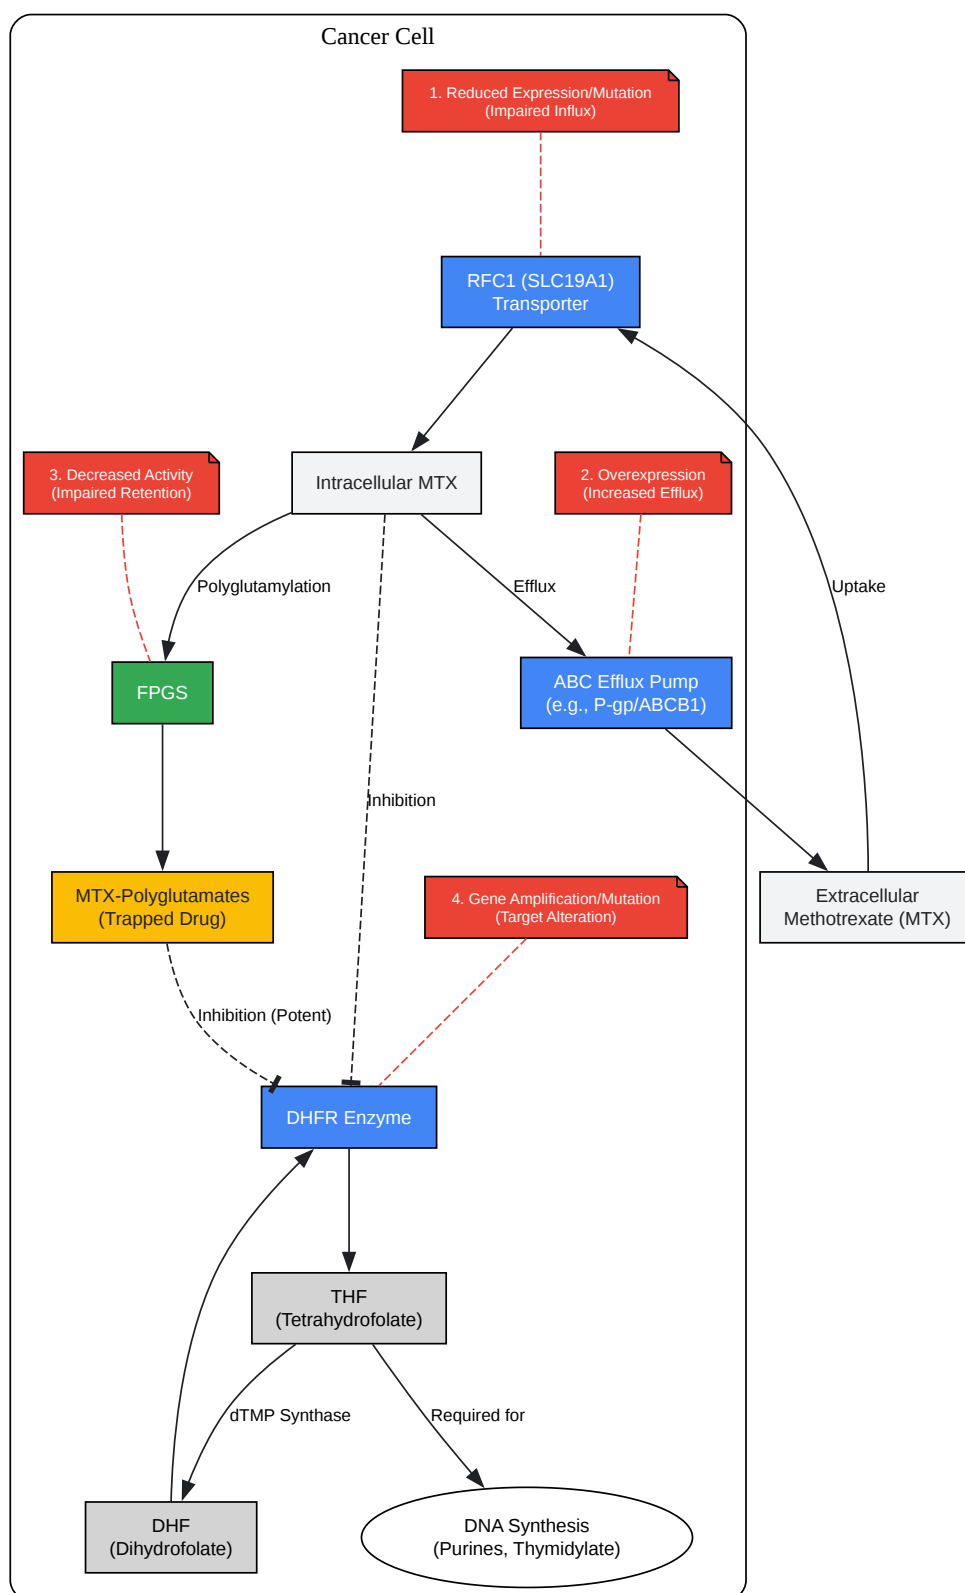 Cancer Cell
1. Reduced Expression/Mutation
(Impaired Influx)
RFC1 (SLC19A1)
Transporter
3. Decreased Activity
(Impaired Retention)
Intracellular MTX
2. Overexpression
(Increased Efflux)
Polyglutamylation
Efflux
Uptake
FPGS
ABC Efflux Pump
(e.g., P-gp/ABCB1)
Inhibition
MTX-Polyglutamates
(Trapped Drug)
4. Gene Amplification/Mutation
(Target Alteration)
Extracellular
Methotrexate (MTX)
Inhibition (Potent)
DHFR Enzyme
THF
(Tetrahydrofolate)
dTMP Synthase
Required for
DHF
(Dihydrofolate)
DNA Synthesis
(Purines, Thymidylate)